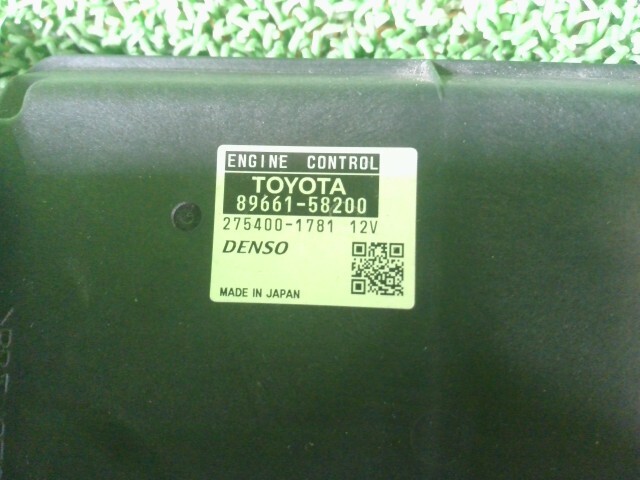 ENGINE CONTROL
TOYOTA
89661-58200
275400-1781 12V
DENSO
MADE IN JAPAN